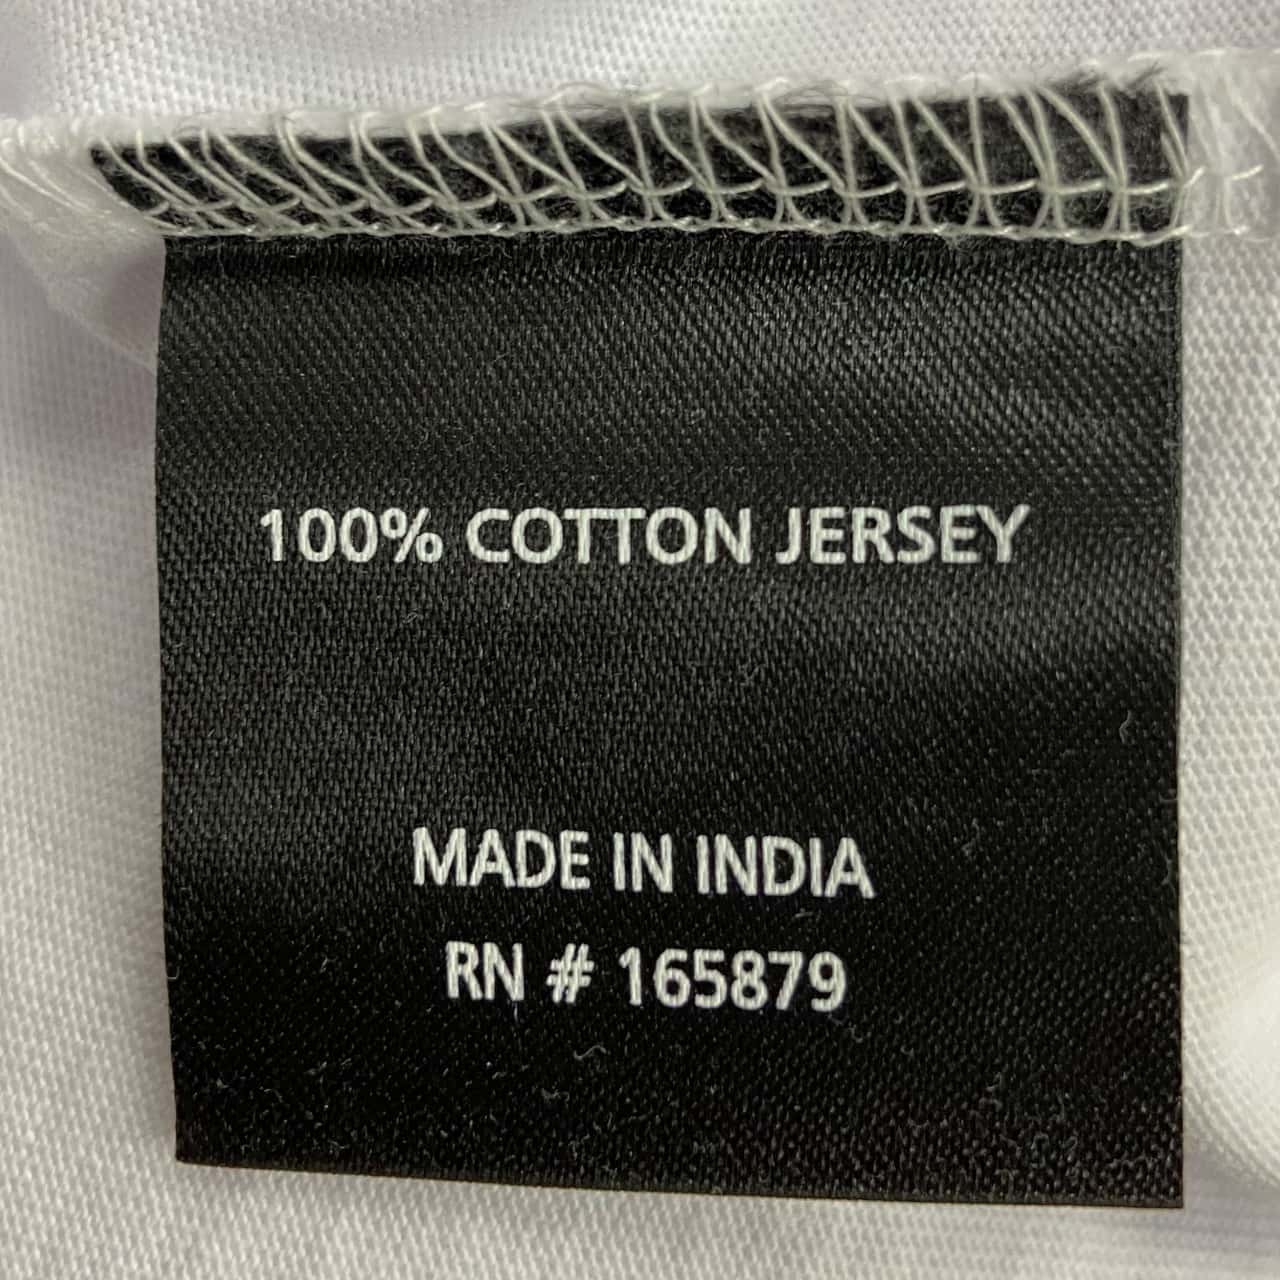 100% COTTON JERSEY
MADE IN INDIA
RN # 165879